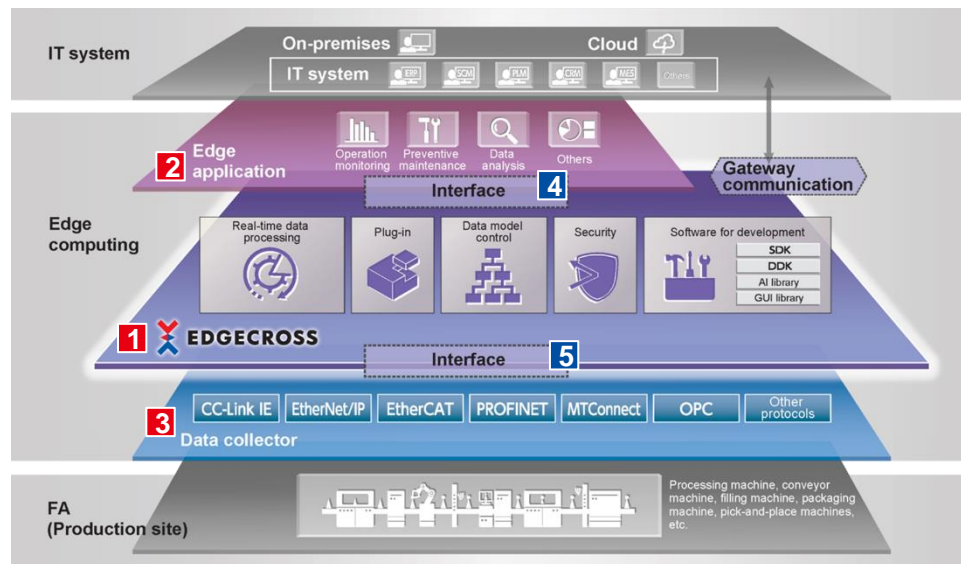 IT system
On-premises
Cloud
IT system
ERP
SCM
PLM
CRM
MES
Others
2
Edge
application
Operation
monitoring
Preventive
maintenance
Data
analysis
Others
Interface
4
Gateway
communication
Edge
computing
Real-time data
processing
Plug-in
Data model
control
Security
Software for development
SDK
DDK
AI library
GUI library
1
EDGECROSS
Interface
5
3
CC-Link IE
EtherNet/IP
EtherCAT
PROFINET
MTConnect
OPC
Other
protocols
Data collector
FA
(Production site)
Processing machine, conveyor
machine, filling machine, packaging
machine, pick-and-place machines,
etc.